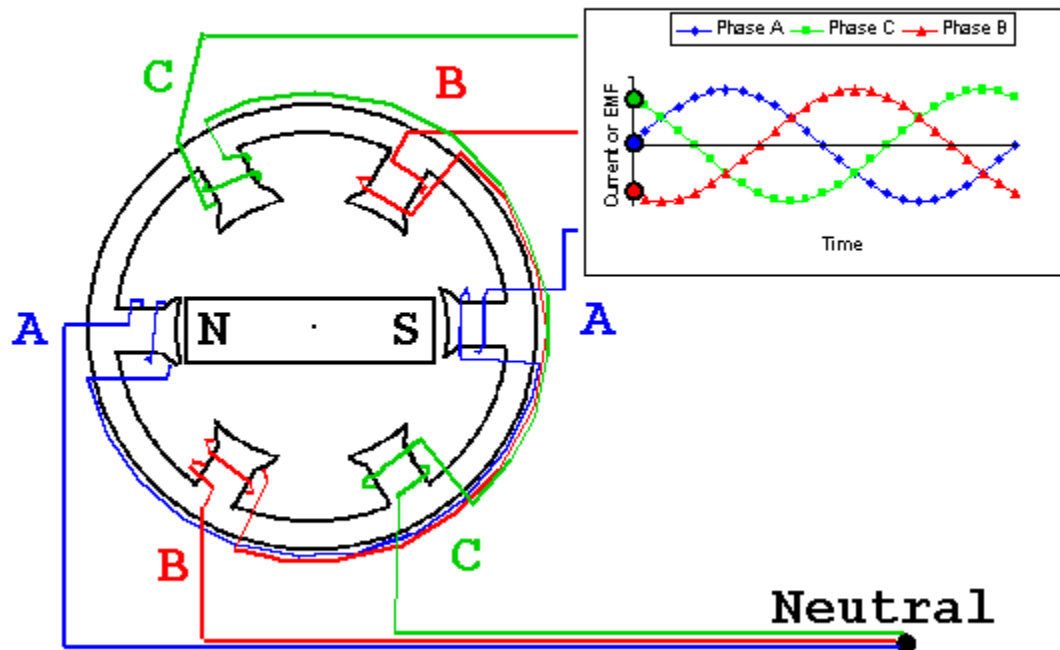 Phase A Phase C Phase B
Current or EMF
Time
C
B
A
N S
A
B
C
Neutral